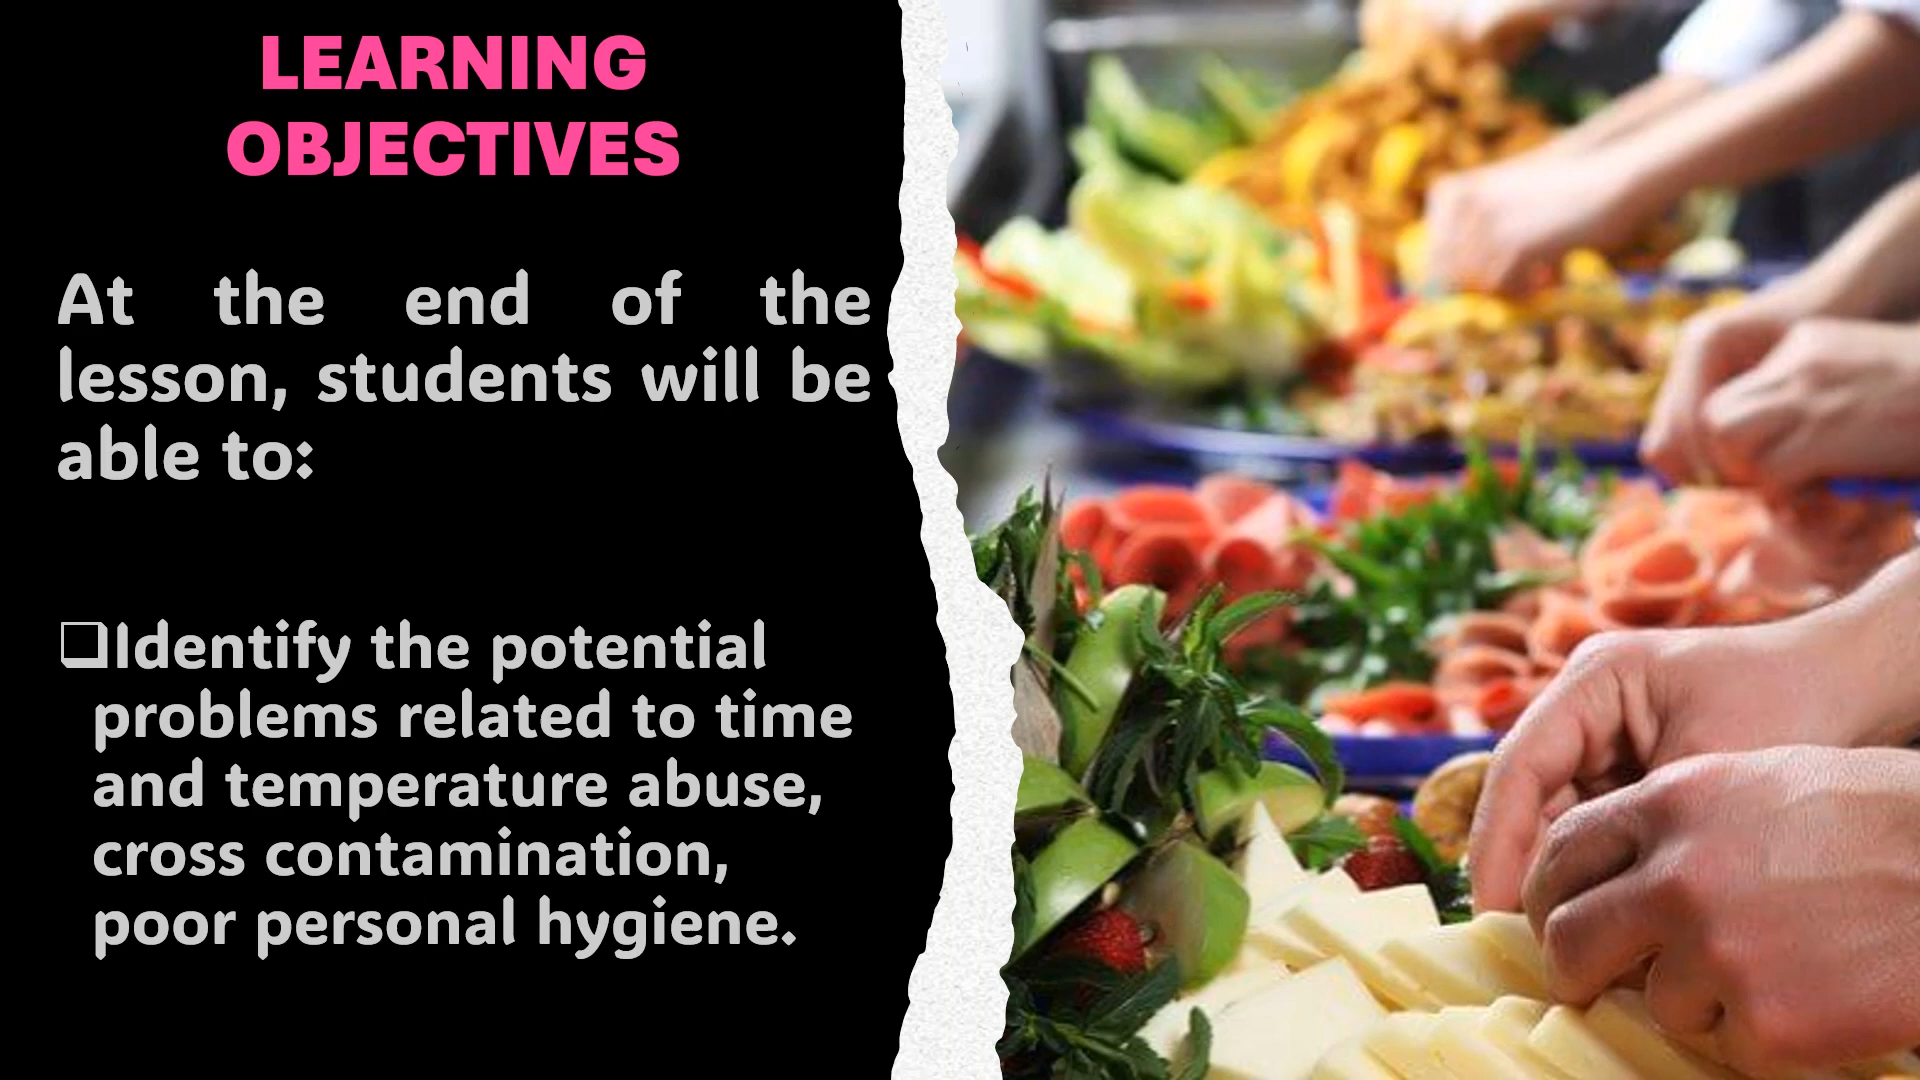 LEARNING
OBJECTIVES
At the end of the
lesson, students will be
able to:
❑Identify the potential
problems related to time
and temperature abuse,
cross contamination,
poor personal hygiene.